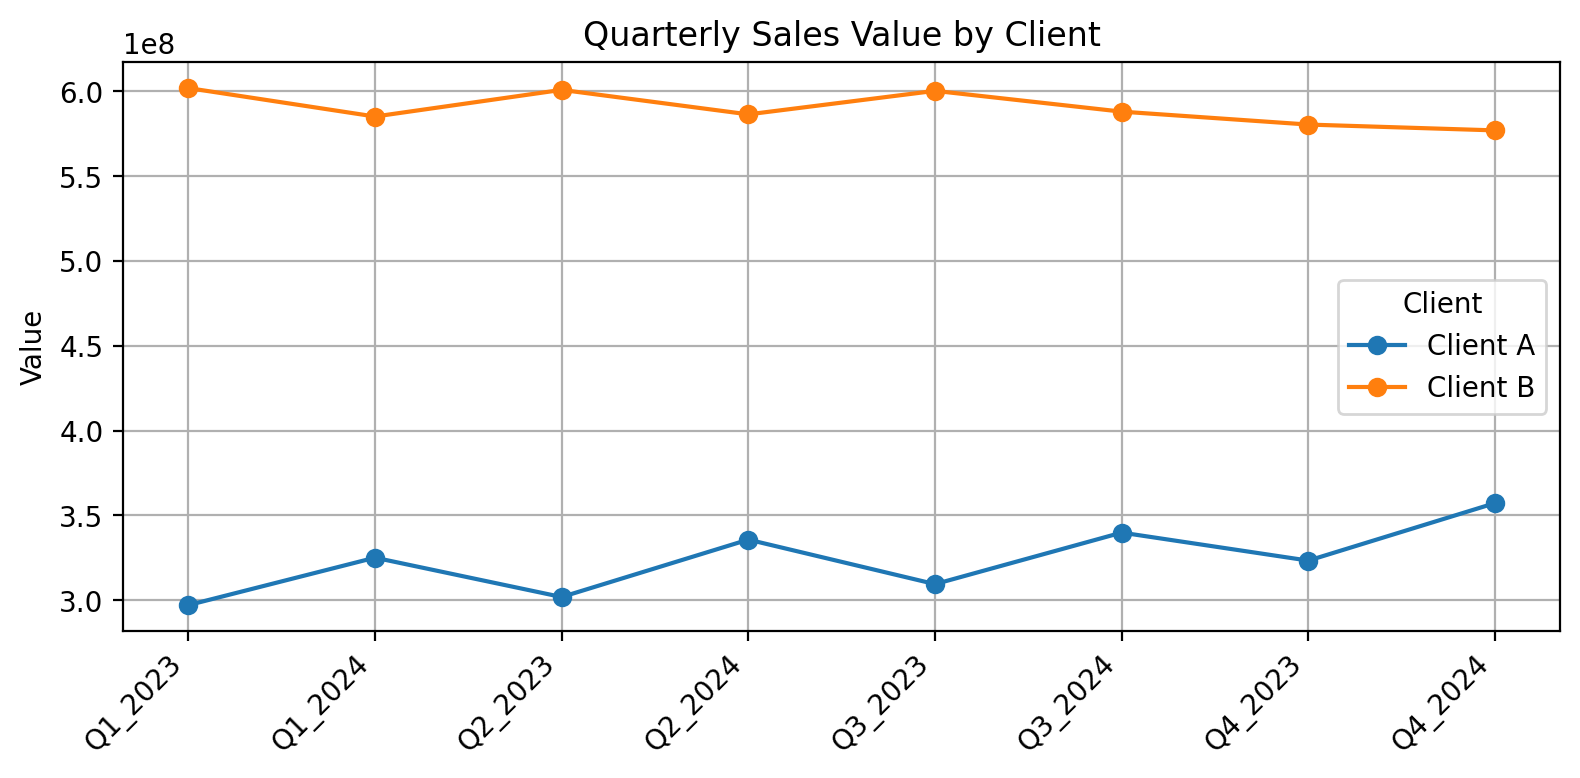 Quarterly Sales Value by Client
1e8
6.0
5.5
5.0
4.5
4.0
3.5
3.0
Value
Client
Client A
Client B
Q1_2023
Q1_2024
Q2_2023
Q2_2024
Q3_2023
Q3_2024
Q4_2023
Q4_2024